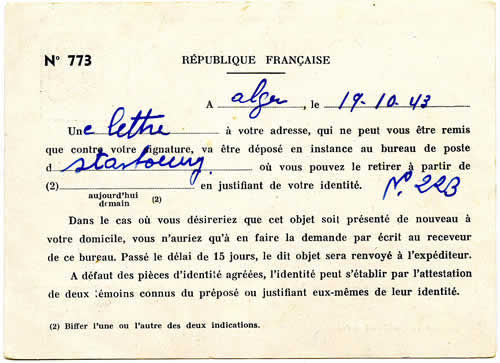 N° 773
RÉPUBLIQUE FRANÇAISE
A alger, le 19-10-43
Une lettre à votre adresse, qui ne peut vous être remis
que contre votre signature, va être déposé en instance au bureau de poste
d Stasbourg où vous pouvez le retirer à partir de
(2) en justifiant de votre identité. N° 223
aujourd'hui
demain (2)
Dans le cas où vous désireriez que cet objet soit présenté de nouveau à
votre domicile, vous n'auriez qu'à en faire la demande par écrit au receveur
de ce bureau. Passé le délai de 15 jours, le dit objet sera renvoyé à l'expéditeur.
A défaut des pièces d'identité agréées, l'identité peut s'établir par l'attestation
de deux témoins connus du préposé ou justifiant eux-mêmes de leur identité.
(2) Biffer l'une ou l'autre des deux indications.